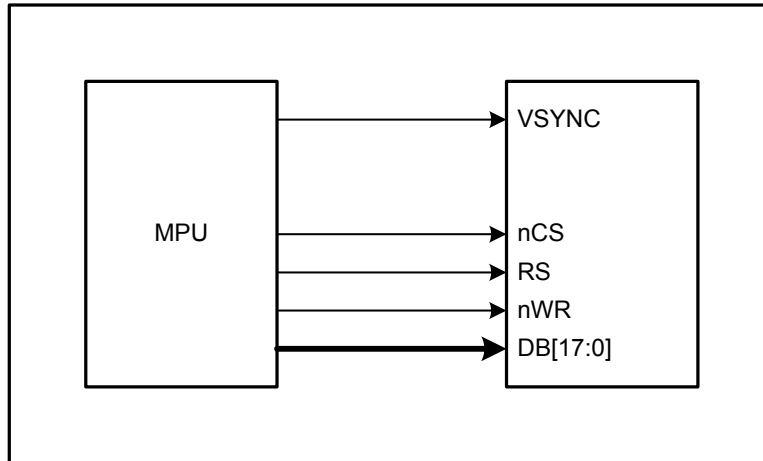 VSYNC
MPU
nCS
RS
nWR
DB[17:0]